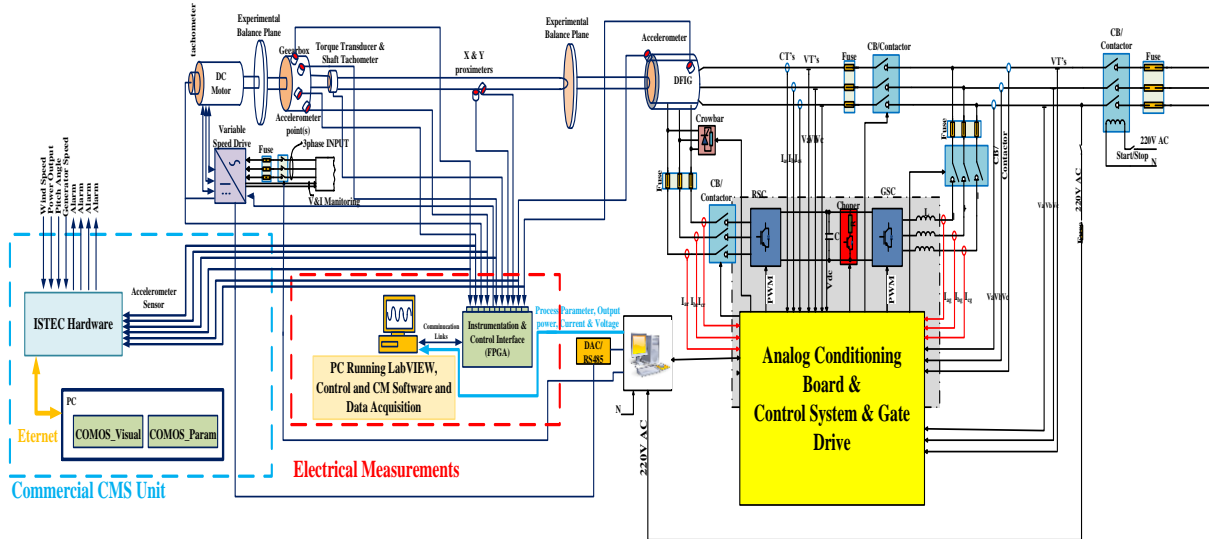 tachometer
Experimental
Balance Plane
Gearbox
DC
Motor
Torque Transducer &
Shaft Tachometer
Accelerometer
point(s)
X & Y
proximeters
Experimental
Balance Plane
Accelerometer
DFIG
CT's
VT's
Fuse
CB/Contactor
VT's
CB/
Contactor
Fuse
220V AC
Start/Stop
N
Variable
Speed Drive
Fuse
3phase INPUT
V&I Manitoring
Crowbar
Fuse
CB/
Contactor
Fuse
CB/
Contactor
220V AC
Wind Speed
Power Output
Pitch Angle
Generator Speed
Alarm
Alarm
Alarm
Alarm
RSC
Choper
GSC
C
Vdc
PWM
PWM
ISTEC Hardware
Accelerometer
Sensor
PC
COMOS_Visual
COMOS_Param
Eternet
Commercial CMS Unit
Communication
Links
Instrumentation &
Control Interface
(FPGA)
PC Running LabVIEW,
Control and CM Software and
Data Acquisition
Electrical Measurements
Process Parameter, Output
power, Current & Voltage
DAC/
RS485
N
220V AC
Analog Conditioning
Board &
Control System & Gate
Drive